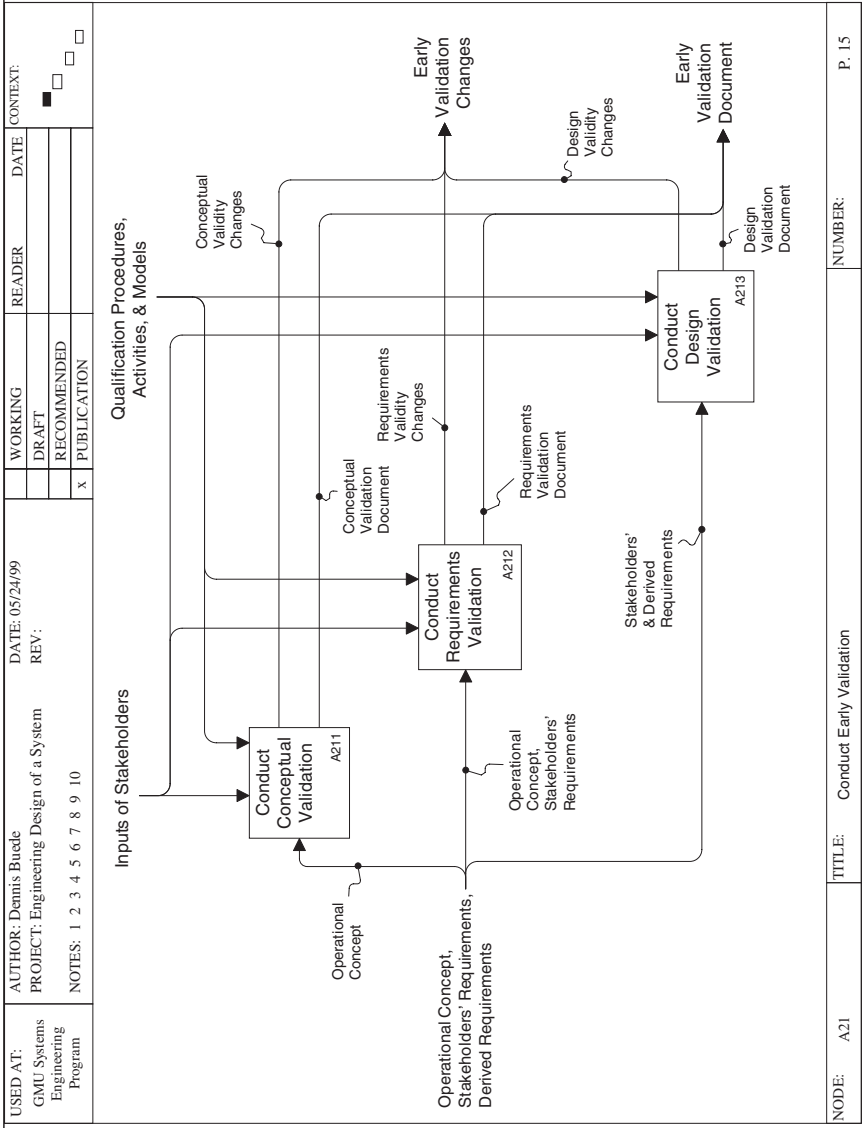 USED AT:
GMU Systems
Engineering
Program
AUTHOR: Dennis Buede
PROJECT: Engineering Design of a System
NOTES: 1 2 3 4 5 6 7 8 9 10
DATE: 05/24/99
REV:
WORKING
DRAFT
RECOMMENDED
x PUBLICATION
READER DATE
CONTEXT:
Inputs of Stakeholders
Qualification Procedures,
Activities, & Models
Conduct
Conceptual
Validation
A211
Conceptual
Validity
Changes
Operational
Concept
Conceptual
Validation
Document
Early
Validation
Changes
Requirements
Validity
Changes
Conduct
Requirements
Validation
A212
Operational Concept,
Stakeholders' Requirements,
Derived Requirements
Operational
Concept,
Stakeholders'
Requirements
Requirements
Validation
Document
Design
Validity
Changes
Stakeholders'
& Derived
Requirements
Conduct
Design
Validation
A213
Design
Validation
Document
Early
Validation
Document
NODE: A21
TITLE: Conduct Early Validation
NUMBER: P. 15